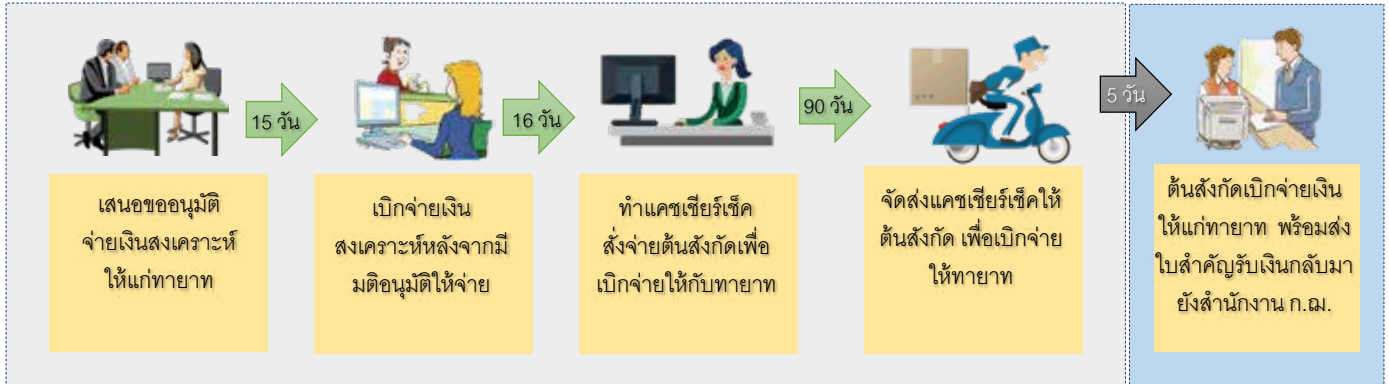 15 วัน
16 วัน
90 วัน
5 วัน
เสนอขออนุมัติ
จ่ายเงินสงเคราะห์
ให้แก่ทายาท
เบิกจ่ายเงิน
สงเคราะห์หลังจากมี
มติอนุมัติให้จ่าย
ทำแคชเชียร์เช็ค
สั่งจ่ายต้นสังกัดเพื่อ
เบิกจ่ายให้กับทายาท
จัดส่งแคชเชียร์เช็คให้
ต้นสังกัด เพื่อเบิกจ่าย
ให้ทายาท
ต้นสังกัดเบิกจ่ายเงิน
ให้แก่ทายาท พร้อมส่ง
ใบสำคัญรับเงินกลับมา
ยังสำนักงาน ก.ฌ.